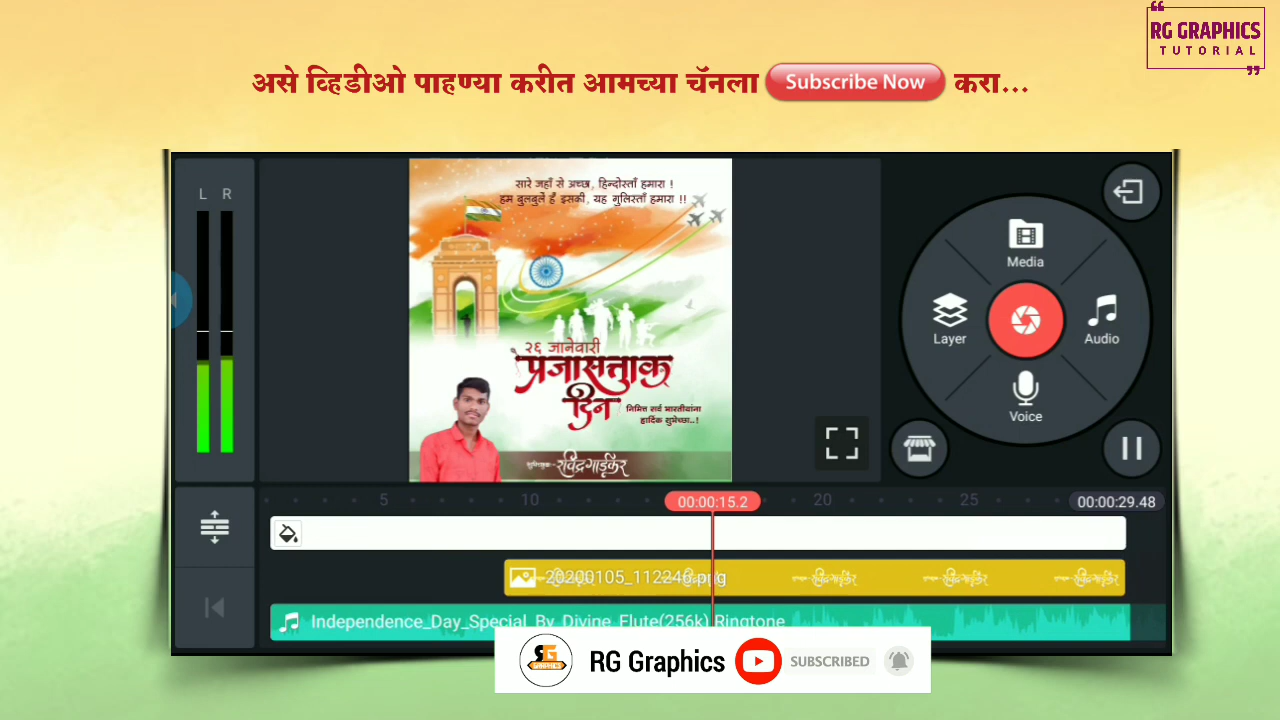 RG GRAPHICS
TUTORIAL
असे व्हिडीओ पाहण्या करीत आमच्या चॅनला Subscribe Now करा...
L R
सारे जहाँ से अच्छा, हिन्दोस्ताँ हमारा !
हम बुलबुलें हैं इसकी, यह गुलिस्ताँ हमारा !!
२६ जानेवारी
प्रजासत्ताक
दिन
निमित्त सर्व भारतीयांना
हार्दिक शुभेच्छा..!
Media
Layer
Audio
Voice
5 10 00:00:15.2 20 25 00:00:29.48
20200105_112246.png
Independence_Day_Special_By_Divine_Flute(256k) Ringtone
RG Graphics SUBSCRIBED